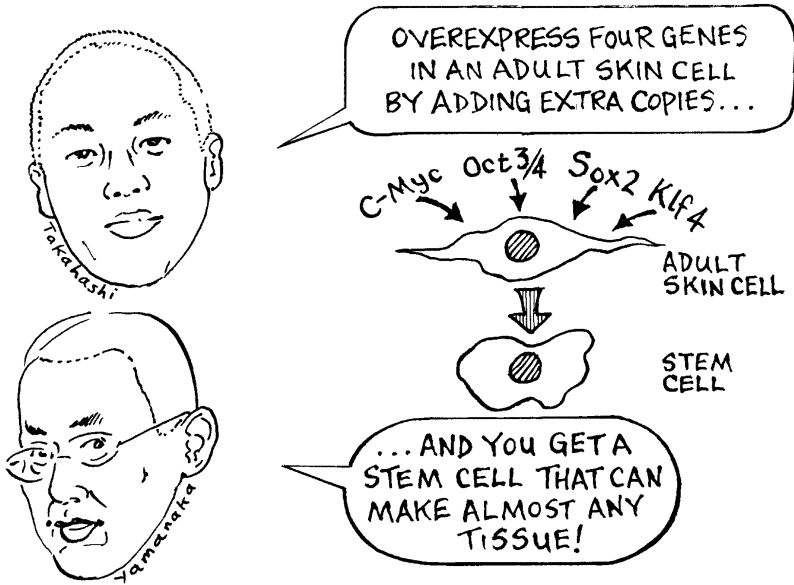 OVEREXPRESS FOUR GENES
IN AN ADULT SKIN CELL
BY ADDING EXTRA COPIES...
C-Myc Oct3/4 Sox2 Klf4
Takahashi
ADULT
SKIN CELL
STEM
CELL
...AND YOU GET A
STEM CELL THAT CAN
MAKE ALMOST ANY
TISSUE!
Yamanaka